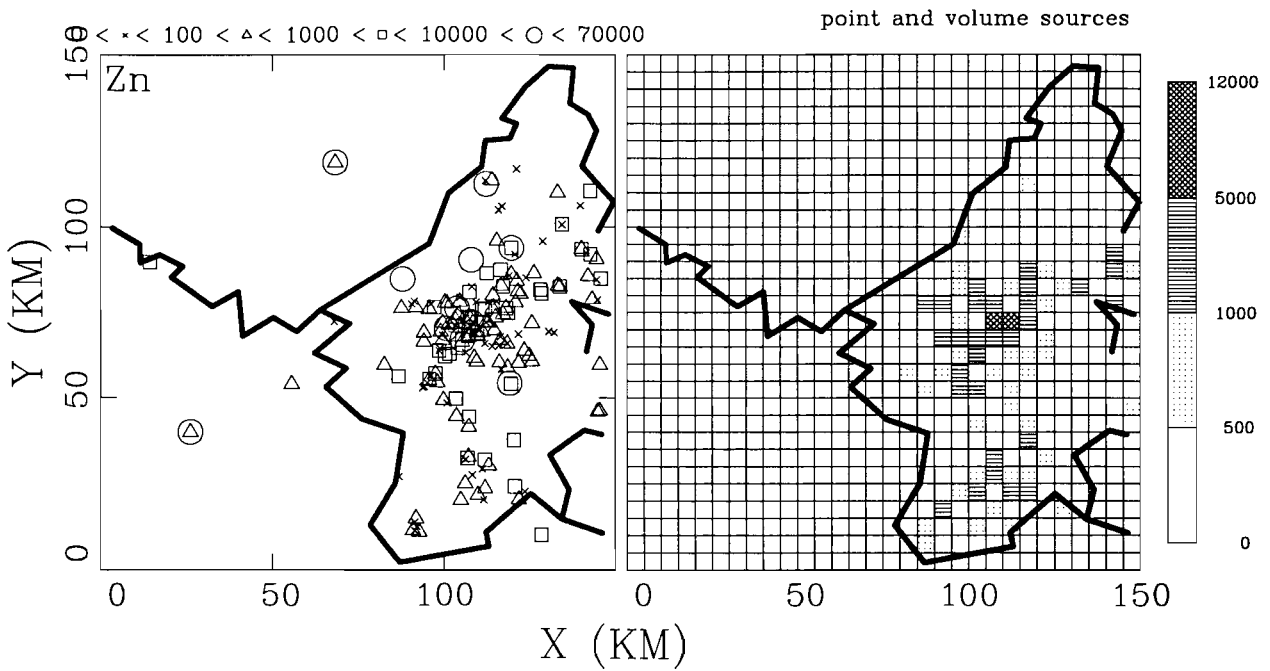 point and volume sources
0 < × < 100 < △ < 1000 < □ < 10000 < ○ < 70000
Zn
150
100
50
0
Y (KM)
0 50 100
0 50 100 150
X (KM)
12000
5000
1000
500
0